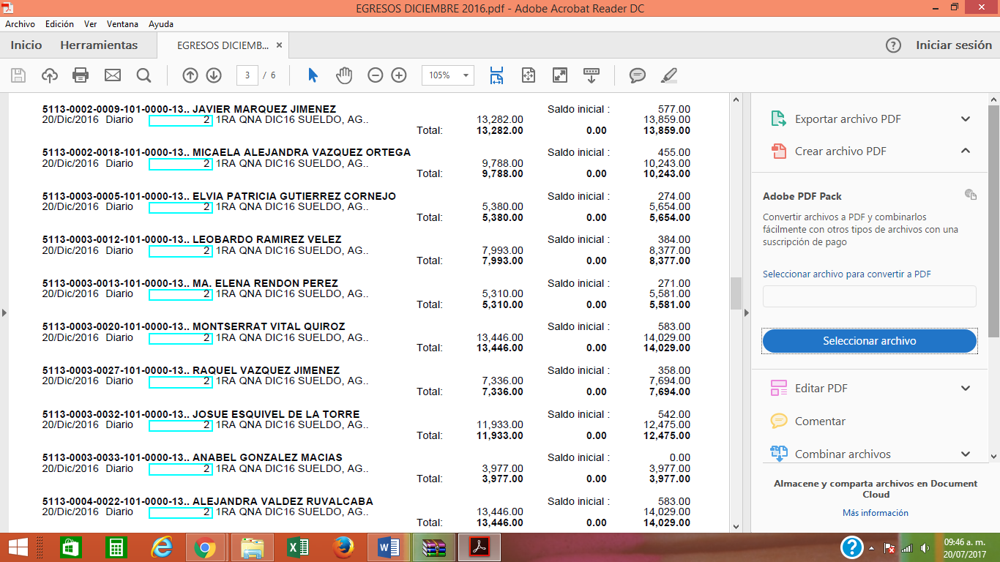 EGRESOS DICIEMBRE 2016.pdf - Adobe Acrobat Reader DC
Archivo Edición Ver Ventana Ayuda
Inicio Herramientas EGRESOS DICIEMB... × ? Iniciar sesión
3 / 6 105%
5113-0002-0009-101-0000-13.. JAVIER MARQUEZ JIMENEZ Saldo inicial : 577.00
20/Dic/2016 Diario 2 1RA QNA DIC16 SUELDO, AG.. 13,282.00 13,859.00
Total: 13,282.00 0.00 13,859.00
5113-0002-0018-101-0000-13.. MICAELA ALEJANDRA VAZQUEZ ORTEGA Saldo inicial : 455.00
20/Dic/2016 Diario 2 1RA QNA DIC16 SUELDO, AG.. 9,788.00 10,243.00
Total: 9,788.00 0.00 10,243.00
5113-0003-0005-101-0000-13.. ELVIA PATRICIA GUTIERREZ CORNEJO Saldo inicial : 274.00
20/Dic/2016 Diario 2 1RA QNA DIC16 SUELDO, AG.. 5,380.00 5,654.00
Total: 5,380.00 0.00 5,654.00
5113-0003-0012-101-0000-13.. LEOBARDO RAMIREZ VELEZ Saldo inicial : 384.00
20/Dic/2016 Diario 2 1RA QNA DIC16 SUELDO, AG.. 7,993.00 8,377.00
Total: 7,993.00 0.00 8,377.00
5113-0003-0013-101-0000-13.. MA. ELENA RENDON PEREZ Saldo inicial : 271.00
20/Dic/2016 Diario 2 1RA QNA DIC16 SUELDO, AG.. 5,310.00 5,581.00
Total: 5,310.00 0.00 5,581.00
5113-0003-0020-101-0000-13.. MONTSERRAT VITAL QUIROZ Saldo inicial : 583.00
20/Dic/2016 Diario 2 1RA QNA DIC16 SUELDO, AG.. 13,446.00 14,029.00
Total: 13,446.00 0.00 14,029.00
5113-0003-0027-101-0000-13.. RAQUEL VAZQUEZ JIMENEZ Saldo inicial : 358.00
20/Dic/2016 Diario 2 1RA QNA DIC16 SUELDO, AG.. 7,336.00 7,694.00
Total: 7,336.00 0.00 7,694.00
5113-0003-0032-101-0000-13.. JOSUE ESQUIVEL DE LA TORRE Saldo inicial : 542.00
20/Dic/2016 Diario 2 1RA QNA DIC16 SUELDO, AG.. 11,933.00 12,475.00
Total: 11,933.00 0.00 12,475.00
5113-0003-0033-101-0000-13.. ANABEL GONZALEZ MACIAS Saldo inicial : 0.00
20/Dic/2016 Diario 2 1RA QNA DIC16 SUELDO, AG.. 3,977.00 3,977.00
Total: 3,977.00 0.00 3,977.00
5113-0004-0022-101-0000-13.. ALEJANDRA VALDEZ RUVALCABA Saldo inicial : 583.00
20/Dic/2016 Diario 2 1RA QNA DIC16 SUELDO, AG.. 13,446.00 14,029.00
Total: 13,446.00 0.00 14,029.00
Exportar archivo PDF
Crear archivo PDF
Adobe PDF Pack
Convertir archivos a PDF y combinarlos
fácilmente con otros tipos de archivos con una
suscripción de pago
Seleccionar archivo para convertir a PDF
Seleccionar archivo
Editar PDF
Comentar
Combinar archivos
Almacene y comparta archivos en Document
Cloud
Más información
09:46 a. m.
20/07/2017